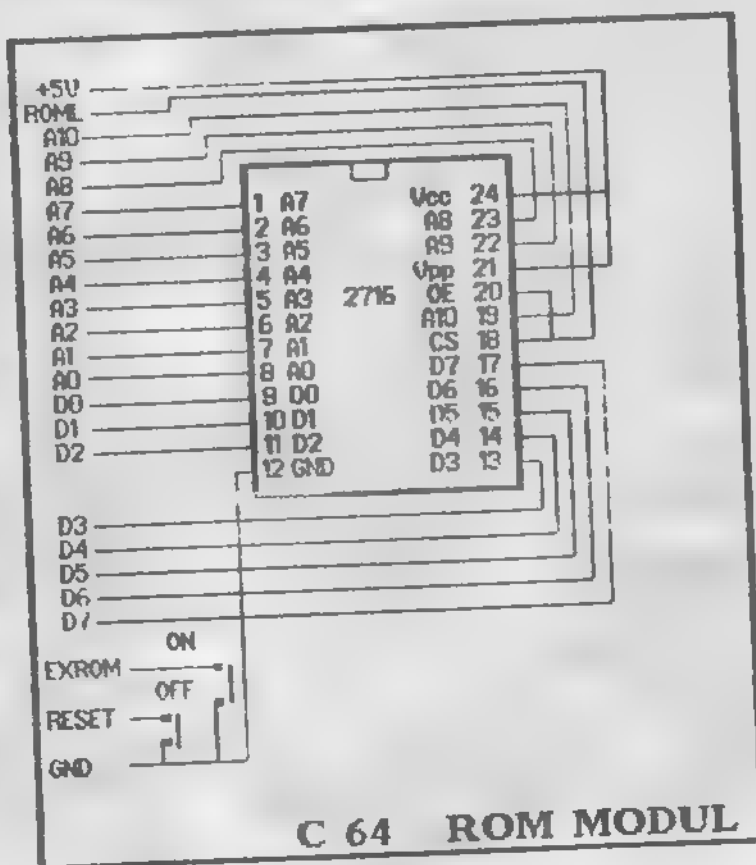 +5V
ROML
A10
A9
A8
A7
A6
A5
A4
A3
A2
A1
A0
D0
D1
D2
D3
D4
D5
D6
D7
EXROM
RESET
GND
ON
OFF
1 A7
2 A6
3 A5
4 A4
5 A3
6 A2
7 A1
8 A0
9 D0
10 D1
11 D2
12 GND
2716
Vcc 24
A8 23
A9 22
Vpp 21
OE 20
A10 19
CS 18
D7 17
D6 16
D5 15
D4 14
D3 13
C 64 ROM MODUL